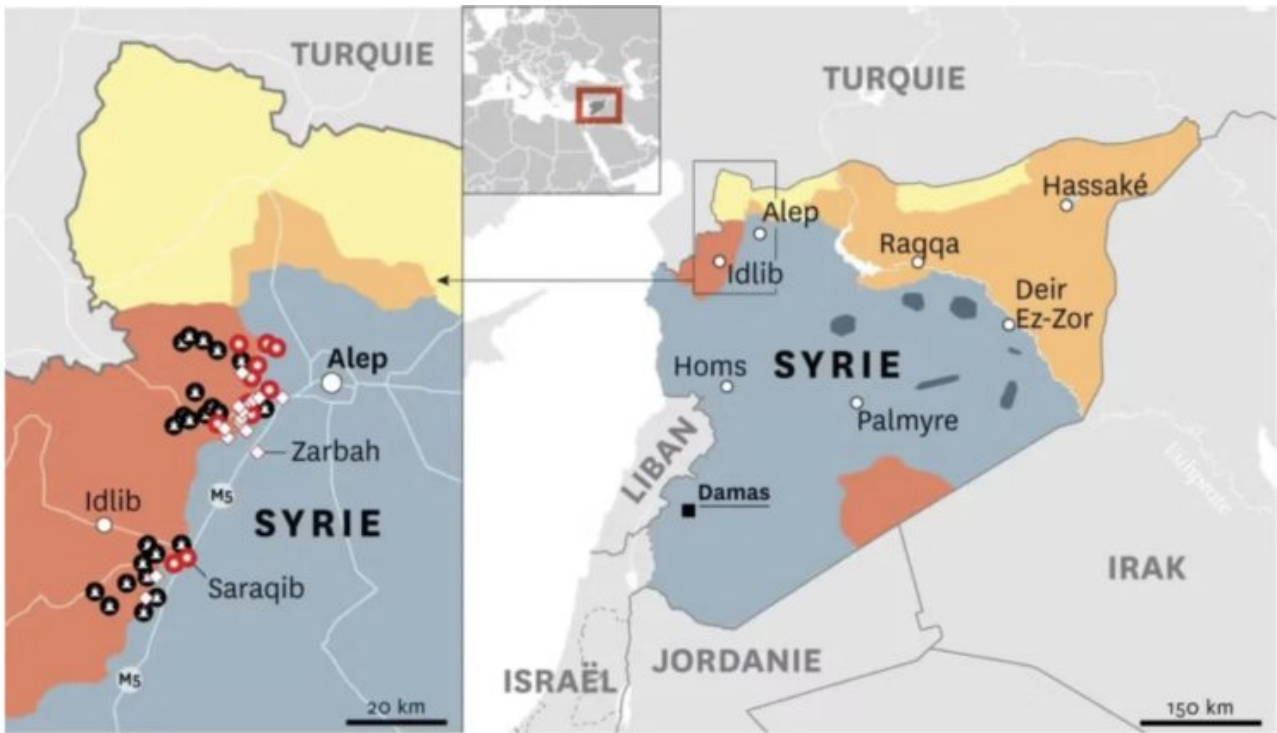 TURQUIE
Alep
Zarbah
Idlib
M5
SYRIE
Saraqib
M5
20 km
TURQUIE
Hassaké
Alep
Raqqa
Idlib
Deir
Ez-Zor
Homs
SYRIE
Palmyre
LIBAN
Damas
Euphrate
IRAK
ISRAËL
JORDANIE
150 km